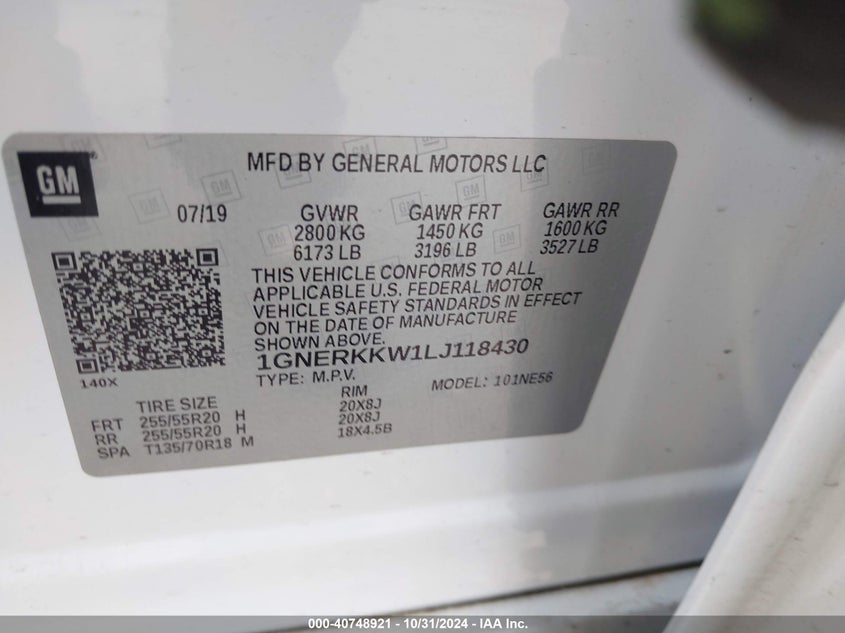 GM
MFD BY GENERAL MOTORS LLC
07/19 GVWR GAWR FRT GAWR RR
2800 KG 1450 KG 1600 KG
6173 LB 3196 LB 3527 LB
THIS VEHICLE CONFORMS TO ALL
APPLICABLE U.S. FEDERAL MOTOR
VEHICLE SAFETY STANDARDS IN EFFECT
ON THE DATE OF MANUFACTURE
SHOWN ABOVE.
1GNERKKW1LJ118430
140X
TYPE: M.P.V. MODEL: 101NE56
TIRE SIZE RIM
FRT 255/55R20 H 20X8J
RR 255/55R20 H 20X8J
SPA T135/70R18 M 18X4.5B
000-40748921 - 10/31/2024 - IAA Inc.